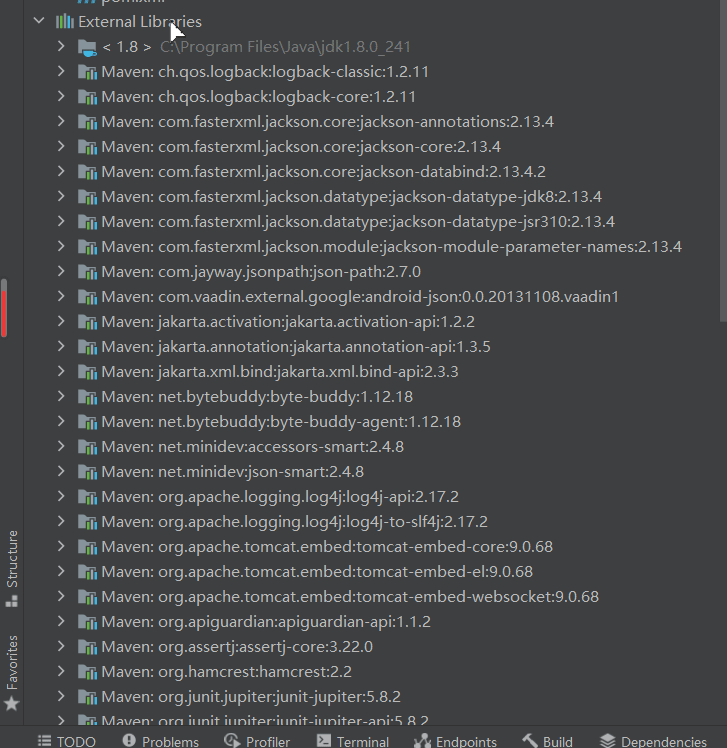 External Libraries
< 1.8 > C:\Program Files\Java\jdk1.8.0_241
Maven: ch.qos.logback:logback-classic:1.2.11
Maven: ch.qos.logback:logback-core:1.2.11
Maven: com.fasterxml.jackson.core:jackson-annotations:2.13.4
Maven: com.fasterxml.jackson.core:jackson-core:2.13.4
Maven: com.fasterxml.jackson.core:jackson-databind:2.13.4.2
Maven: com.fasterxml.jackson.datatype:jackson-datatype-jdk8:2.13.4
Maven: com.fasterxml.jackson.datatype:jackson-datatype-jsr310:2.13.4
Maven: com.fasterxml.jackson.module:jackson-module-parameter-names:2.13.4
Maven: com.jayway.jsonpath:json-path:2.7.0
Maven: com.vaadin.external.google:android-json:0.0.20131108.vaadin1
Maven: jakarta.activation:jakarta.activation-api:1.2.2
Maven: jakarta.annotation:jakarta.annotation-api:1.3.5
Maven: jakarta.xml.bind:jakarta.xml.bind-api:2.3.3
Maven: net.bytebuddy:byte-buddy:1.12.18
Maven: net.bytebuddy:byte-buddy-agent:1.12.18
Maven: net.minidev:accessors-smart:2.4.8
Maven: net.minidev:json-smart:2.4.8
Maven: org.apache.logging.log4j:log4j-api:2.17.2
Maven: org.apache.logging.log4j:log4j-to-slf4j:2.17.2
Maven: org.apache.tomcat.embed:tomcat-embed-core:9.0.68
Maven: org.apache.tomcat.embed:tomcat-embed-el:9.0.68
Maven: org.apache.tomcat.embed:tomcat-embed-websocket:9.0.68
Maven: org.apiguardian:apiguardian-api:1.1.2
Maven: org.assertj:assertj-core:3.22.0
Maven: org.hamcrest:hamcrest:2.2
Maven: org.junit.jupiter:junit-jupiter:5.8.2
Maven: org.junit.jupiter:junit-jupiter-api:5.8.2
Structure
Favorites
TODO Problems Profiler Terminal Endpoints Build Dependencies